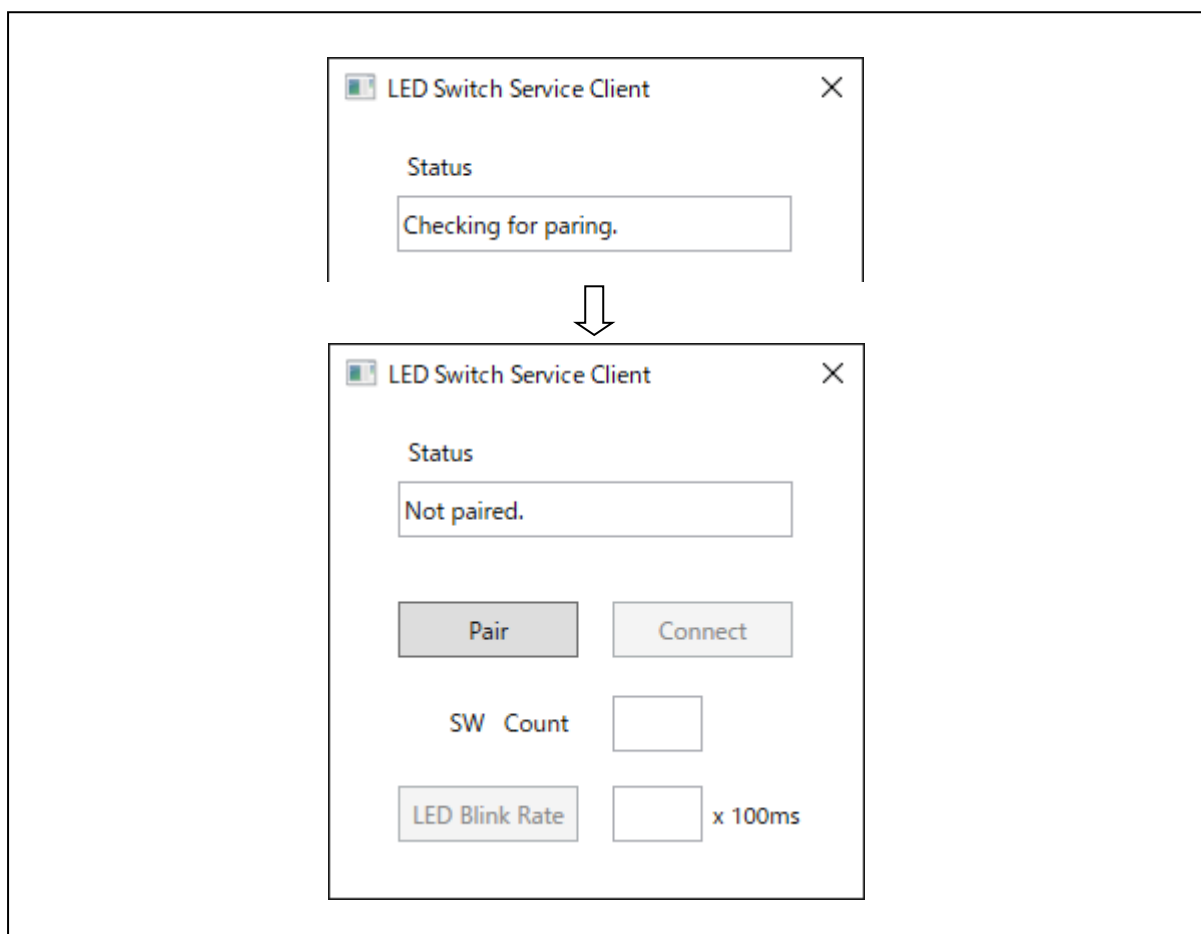 LED Switch Service Client
Status
Checking for paring.
LED Switch Service Client
Status
Not paired.
Pair Connect
SW Count
LED Blink Rate x 100ms